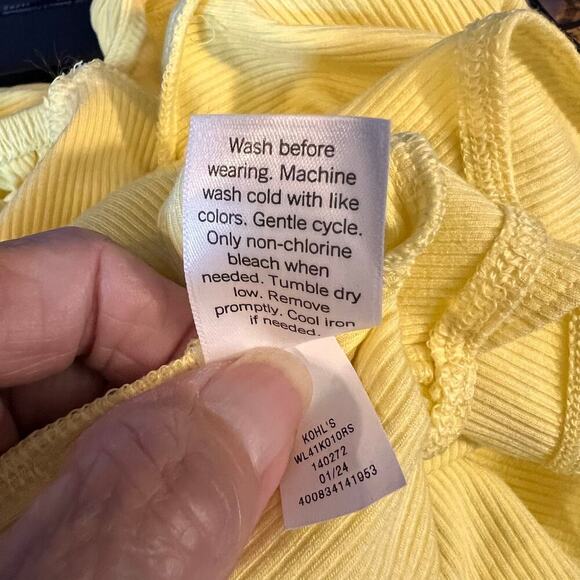 Wash before
wearing. Machine
wash cold with like
colors. Gentle cycle.
Only non-chlorine
bleach when
needed. Tumble dry
low. Remove
promptly. Cool iron
if needed.
KOHL'S
WL41K010RS
140272
01/24
400834141953